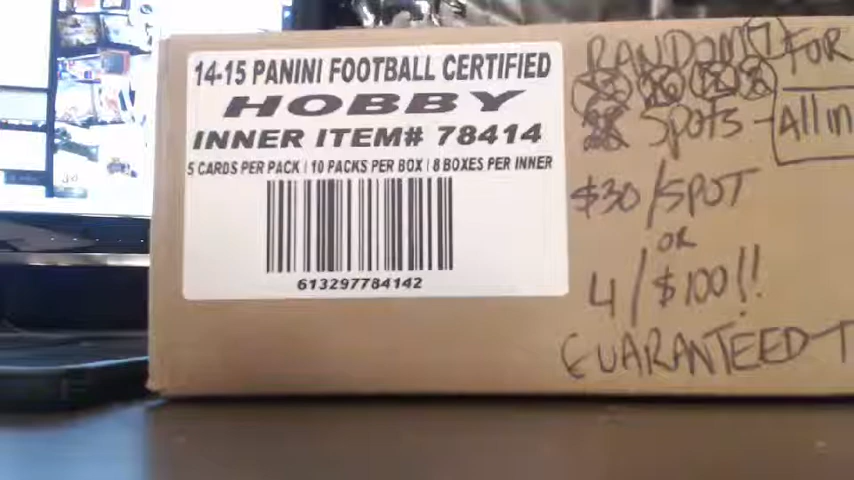 14-15 PANINI FOOTBALL CERTIFIED
HOBBY
INNER ITEM# 78414
5 CARDS PER PACK | 10 PACKS PER BOX | 8 BOXES PER INNER
613297784142
RANDOM FOR
SPOTS - All in
$30/SPOT
OR
4/$100!!
GUARANTEED T